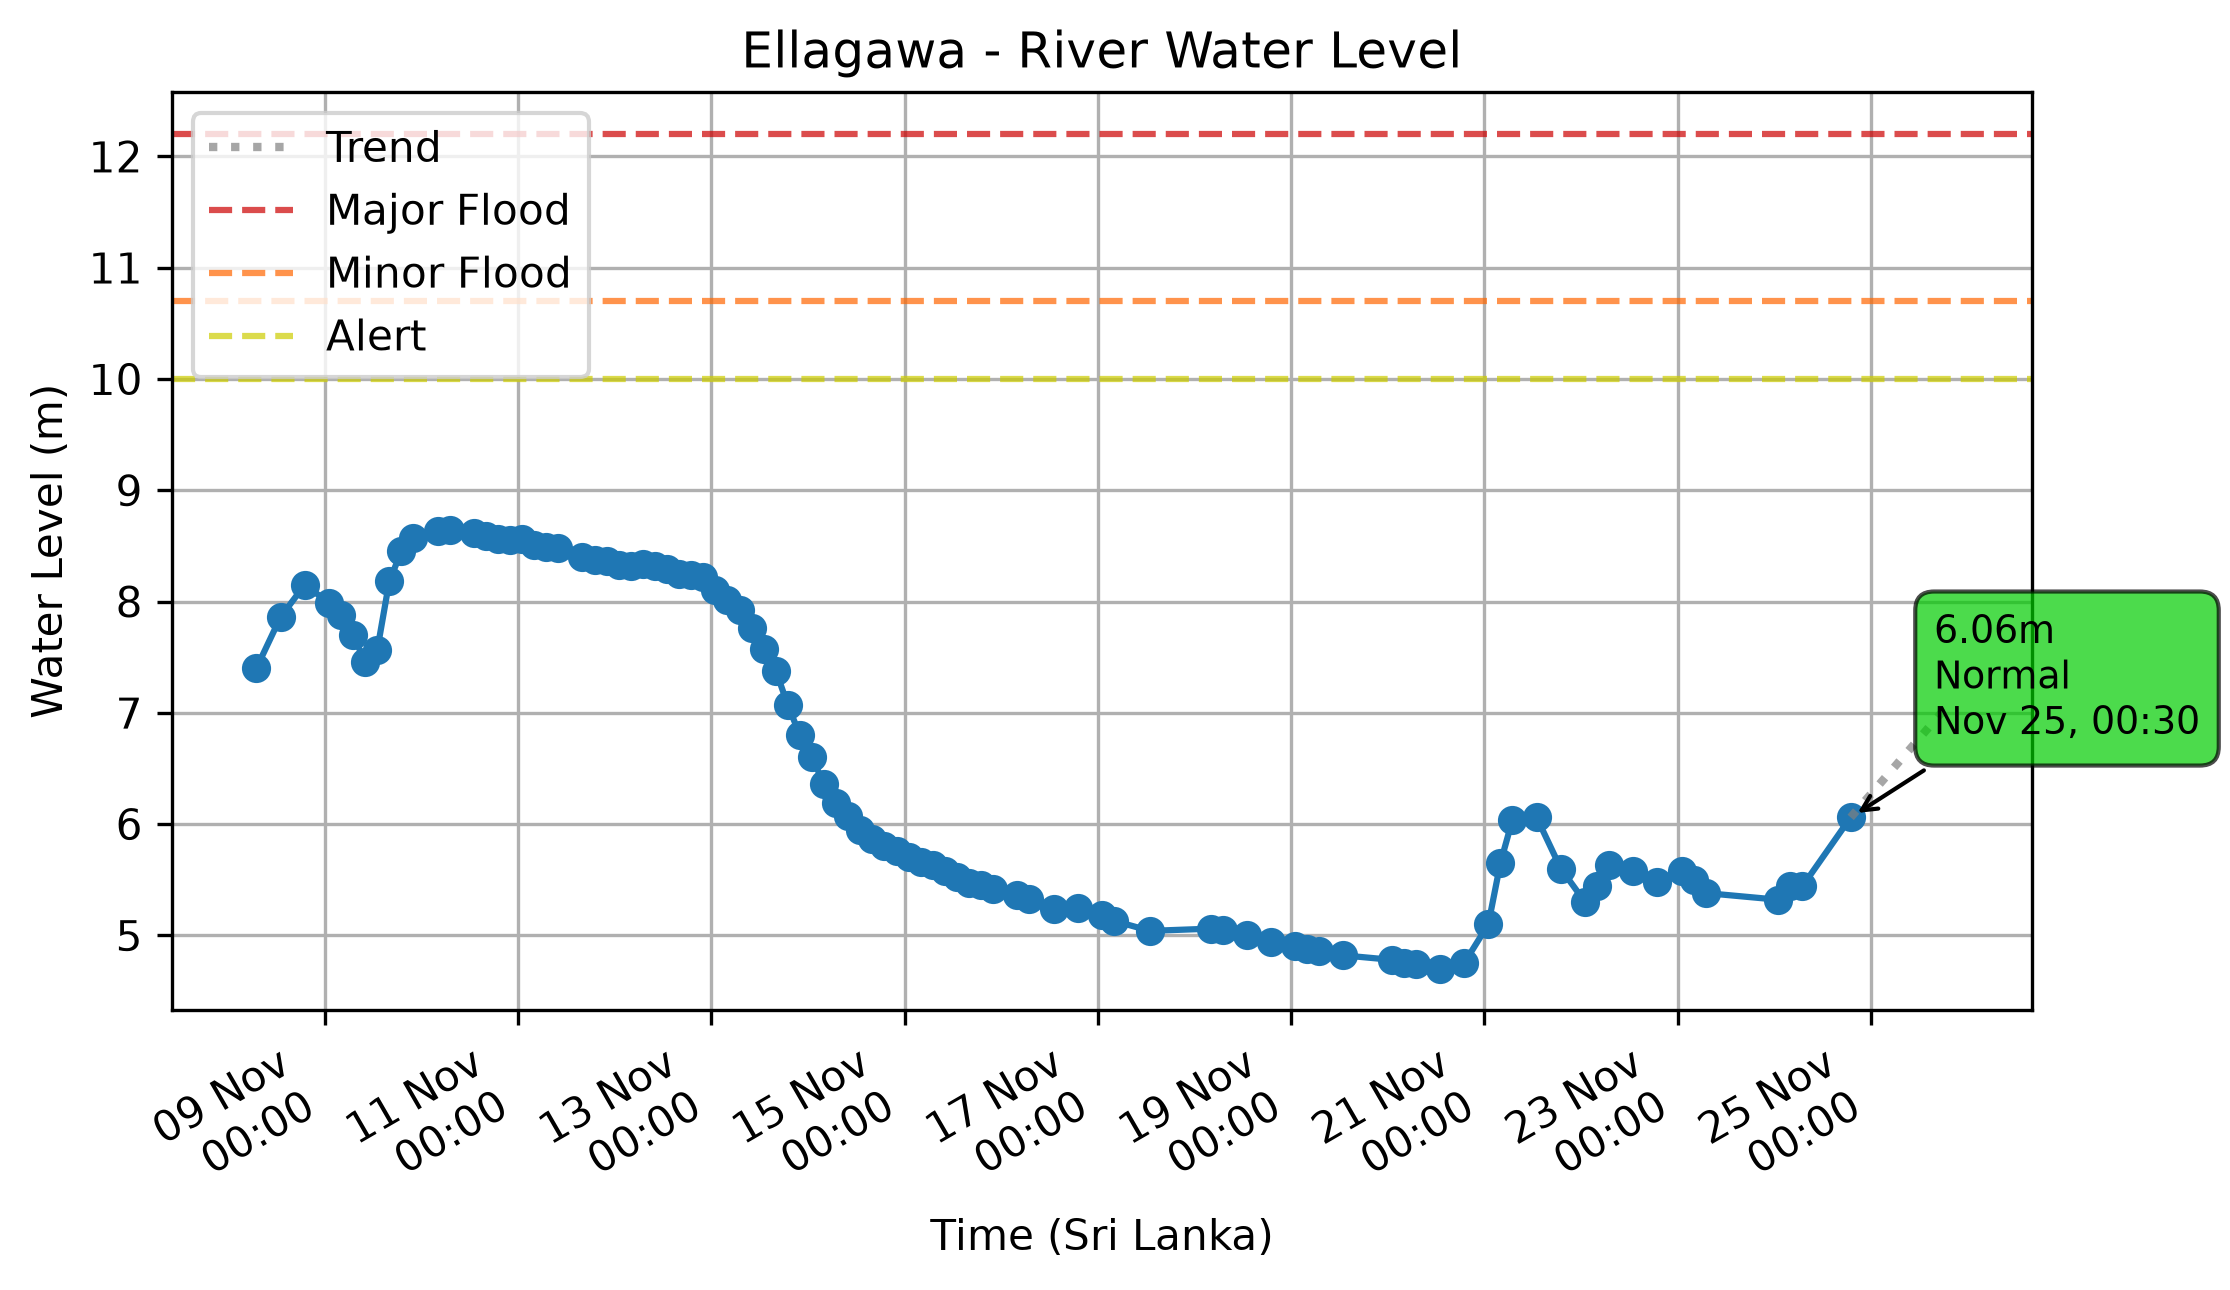 Ellagawa - River Water Level
Trend
Major Flood
Minor Flood
Alert
12
11
10
9
8
7
6
5
Water Level (m)
6.06m
Normal
Nov 25, 00:30
09 Nov
00:00
11 Nov
00:00
13 Nov
00:00
15 Nov
00:00
17 Nov
00:00
19 Nov
00:00
21 Nov
00:00
23 Nov
00:00
25 Nov
00:00
Time (Sri Lanka)